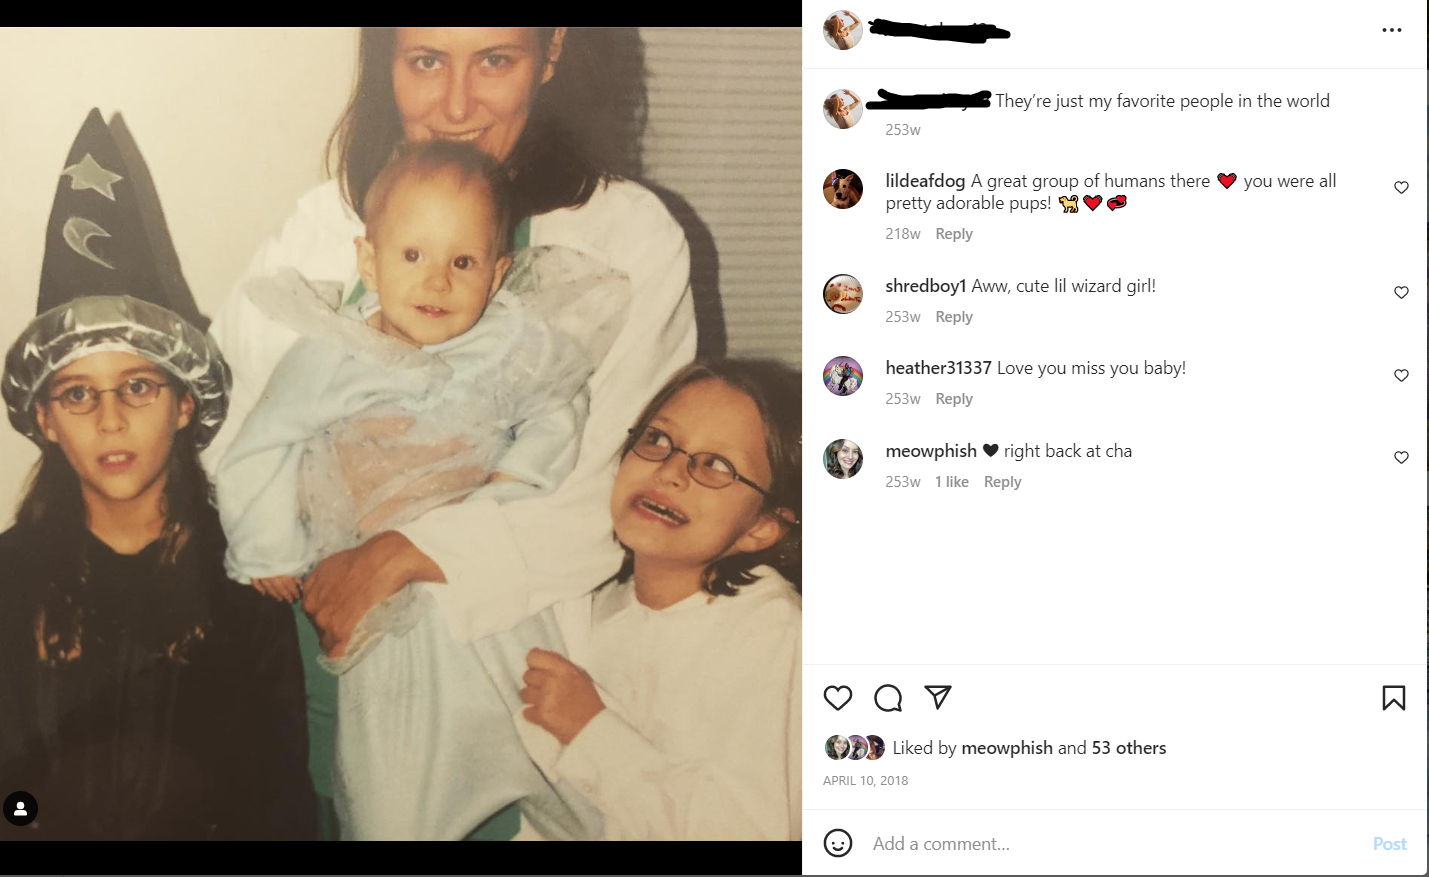 They're just my favorite people in the world
253w
lildeafdog A great group of humans there ❤️ you were all
pretty adorable pups! 🐕❤️💞
218w Reply
shredboy1 Aww, cute lil wizard girl!
253w Reply
heather31337 Love you miss you baby!
253w Reply
meowphish 🖤 right back at cha
253w 1 like Reply
Liked by meowphish and 53 others
APRIL 10, 2018
Add a comment...
Post